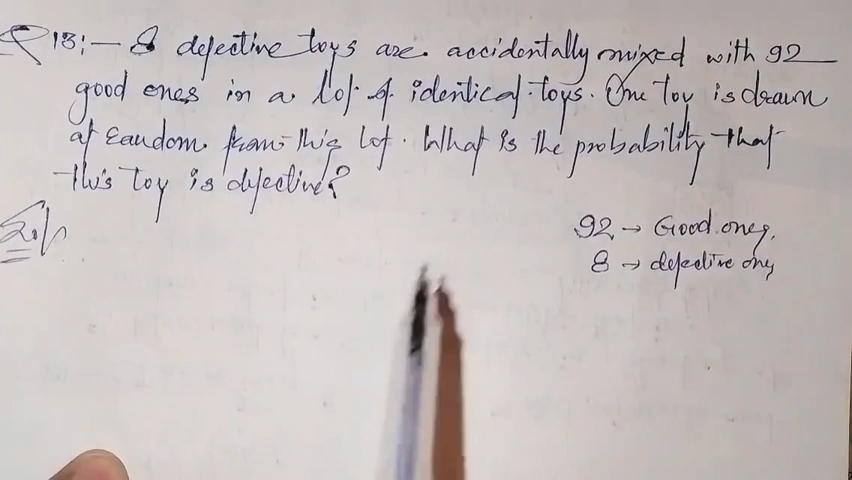 Q 13:— 8 defective toys are accidentally mixed with 92
good ones in a lot of identical toys. One Toy is drawn
at random from this lot. What is the probability that
this Toy is defective?
Sol
92 → Good ones,
8 → defective ones